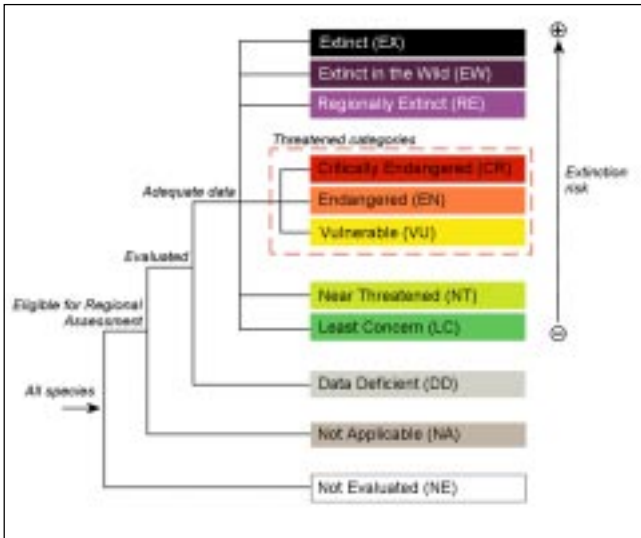 Extinct (EX)
Extinct in the Wild (EW)
Regionally Extinct (RE)
Threatened categories
Critically Endangered (CR)
Endangered (EN)
Vulnerable (VU)
Adequate data
Extinction
risk
Evaluated
Near Threatened (NT)
Least Concern (LC)
Eligible for Regional
Assessment
Data Deficient (DD)
All species
Not Applicable (NA)
Not Evaluated (NE)